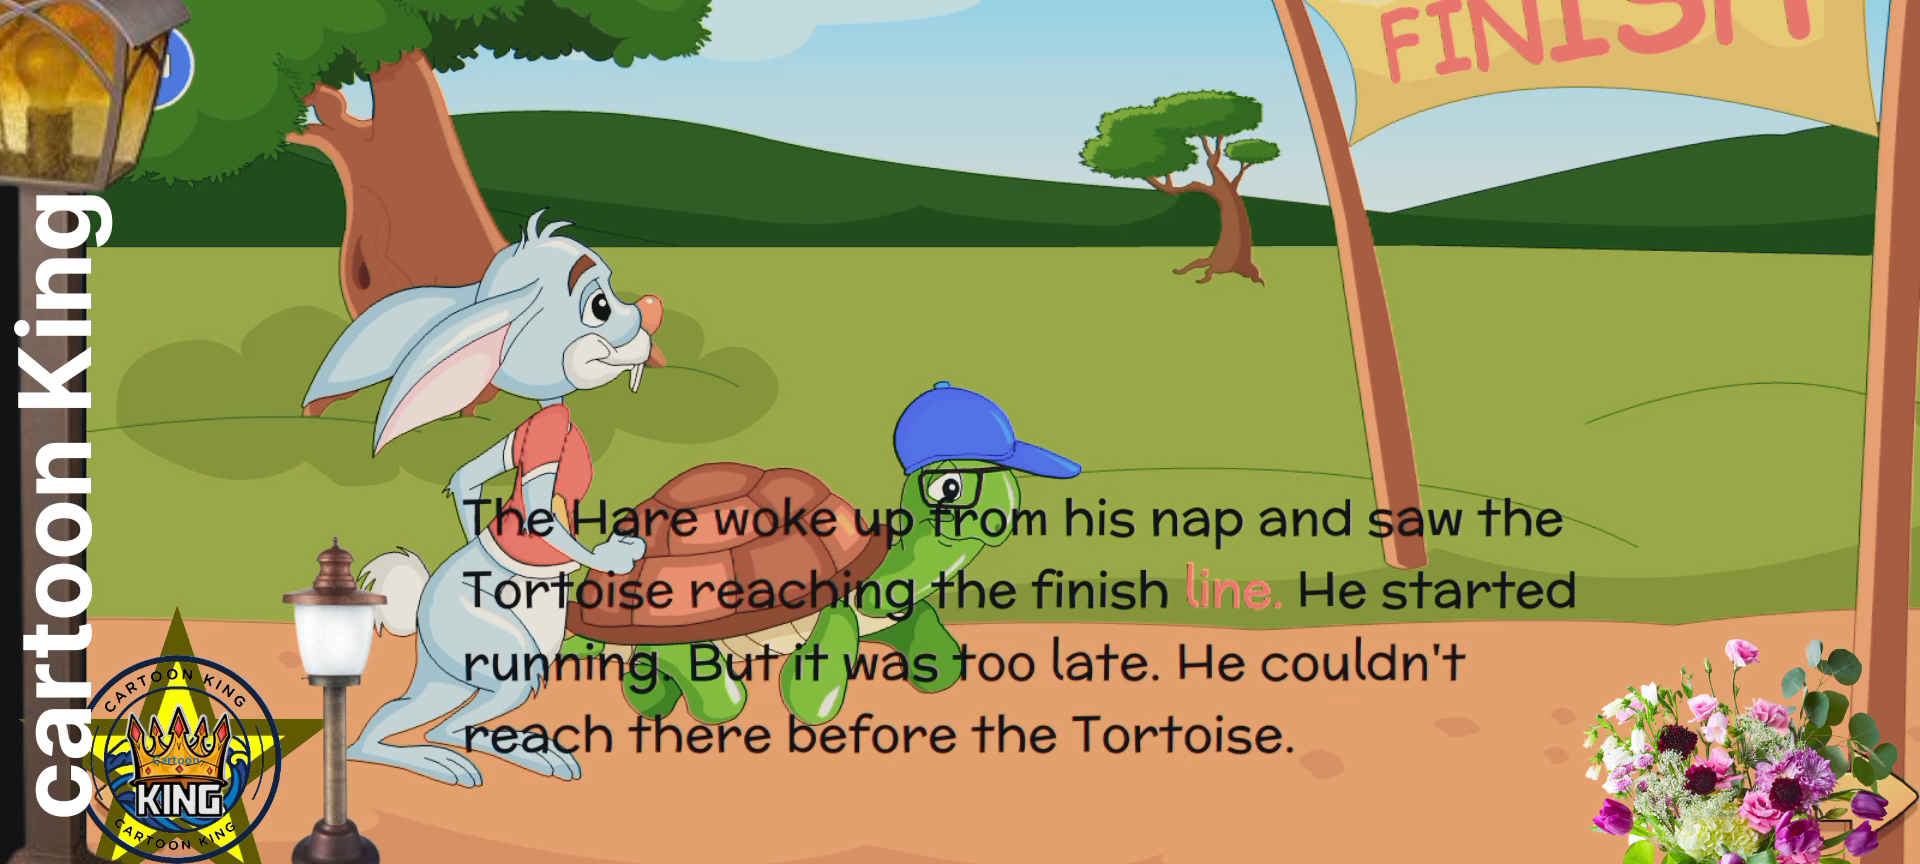 FINISH
cartoon King
The Hare woke up from his nap and saw the
Tortoise reaching the finish line. He started
running. But it was too late. He couldn't
reach there before the Tortoise.
CARTOON KING
Cartoon
KING
CARTOON KING